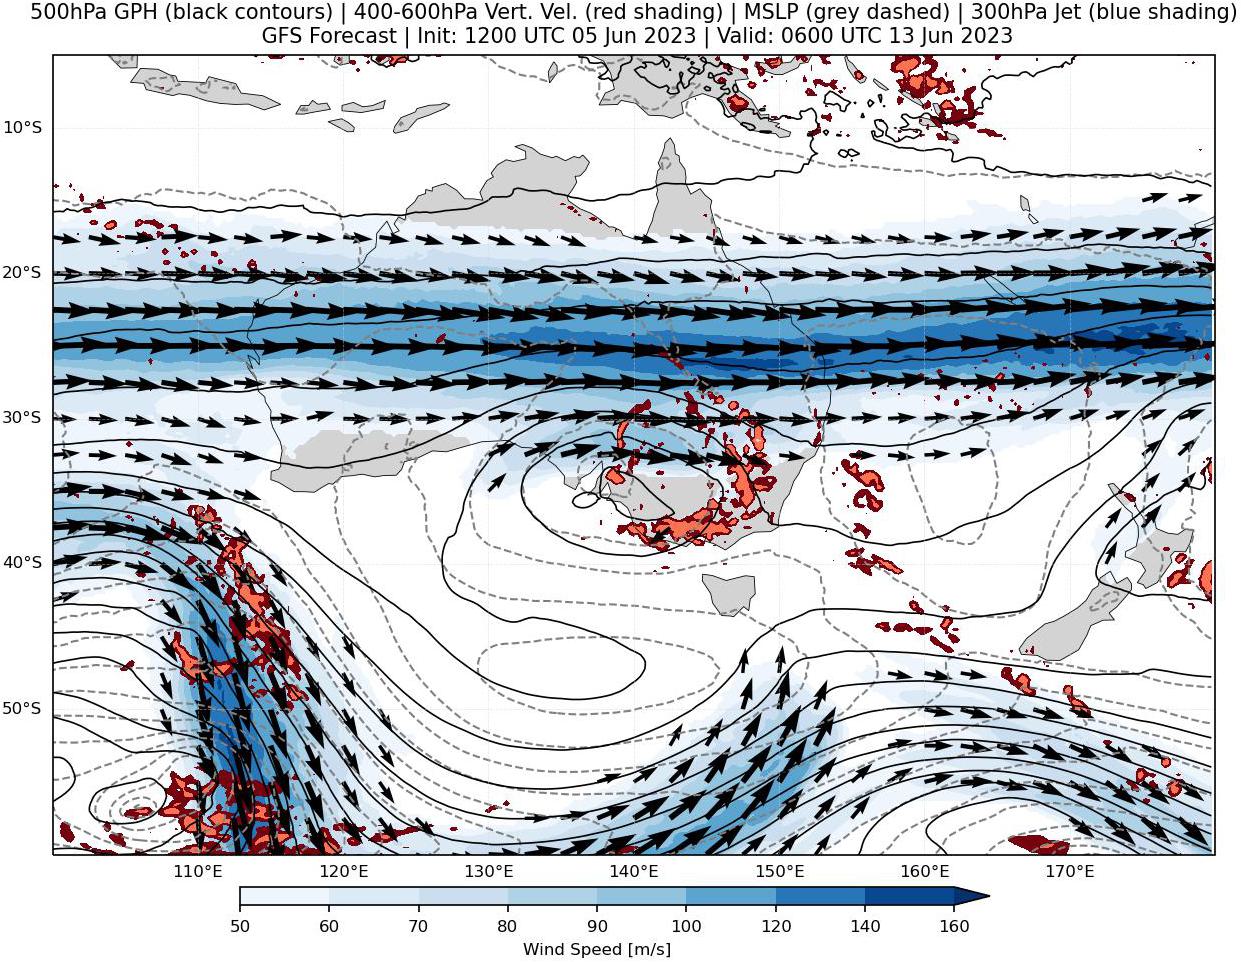 500hPa GPH (black contours) | 400-600hPa Vert. Vel. (red shading) | MSLP (grey dashed) | 300hPa Jet (blue shading)
GFS Forecast | Init: 1200 UTC 05 Jun 2023 | Valid: 0600 UTC 13 Jun 2023
10°S
20°S
30°S
40°S
50°S
110°E 120°E 130°E 140°E 150°E 160°E 170°E
50 60 70 80 90 100 120 140 160
Wind Speed [m/s]